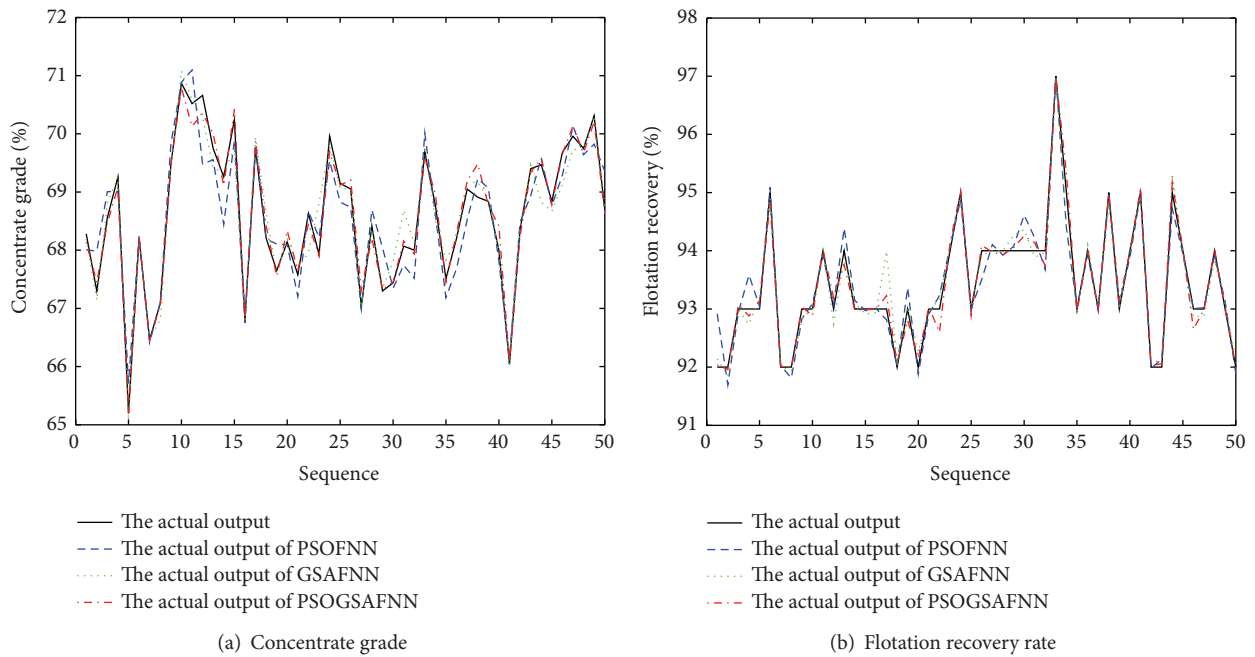 72
71
70
69
68
67
66
65
0 5 10 15 20 25 30 35 40 45 50
Concentrate grade (%)
Sequence
The actual output
The actual output of PSOFNN
The actual output of GSAFNN
The actual output of PSOGSAFNN
(a) Concentrate grade
98
97
96
95
94
93
92
91
0 5 10 15 20 25 30 35 40 45 50
Flotation recovery (%)
Sequence
The actual output
The actual output of PSOFNN
The actual output of GSAFNN
The actual output of PSOGSAFNN
(b) Flotation recovery rate